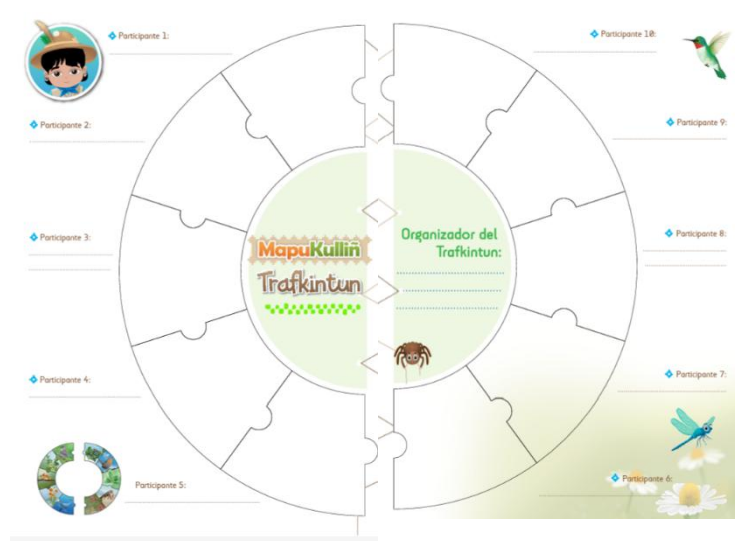 Participante 1:
Participante 2:
Participante 3:
Participante 4:
Participante 5:
MapuKulliñ
Trafkintun
Organizador del
Trafkintun:
Participante 10:
Participante 9:
Participante 8:
Participante 7:
Participante 6: